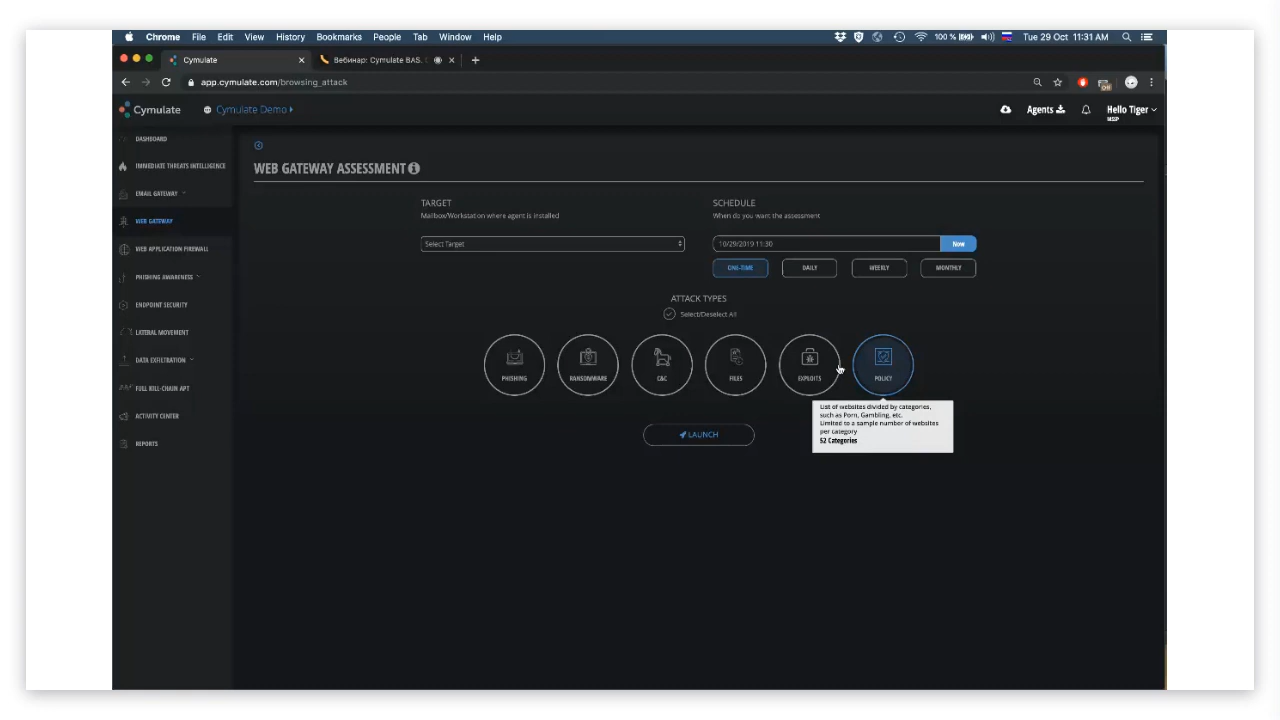 Chrome File Edit View History Bookmarks People Tab Window Help
100 % Tue 29 Oct 11:31 AM
Cymulate
Вебинар: Cymulate BAS.
app.cymulate.com/browsing_attack
Cymulate Cymulate Demo
Agents Hello Tiger
MSSP
DASHBOARD
IMMEDIATE THREATS INTELLIGENCE
EMAIL GATEWAY
WEB GATEWAY
WEB APPLICATION FIREWALL
PHISHING AWARENESS
ENDPOINT SECURITY
LATERAL MOVEMENT
DATA EXFILTRATION
FULL KILL-CHAIN APT
ACTIVITY CENTER
REPORTS
WEB GATEWAY ASSESSMENT
TARGET
Mailbox/Workstation where agent is installed
Select Target
SCHEDULE
When do you want the assessment
10/29/2019 11:30 Now
ONE-TIME DAILY WEEKLY MONTHLY
ATTACK TYPES
Select/Deselect All
PHISHING RANSOMWARE C&C FILES EXPLOITS POLICY
List of websites divided by categories,
such as Porn, Gambling, etc.
Limited to a sample number of websites
per category
52 Categories
LAUNCH